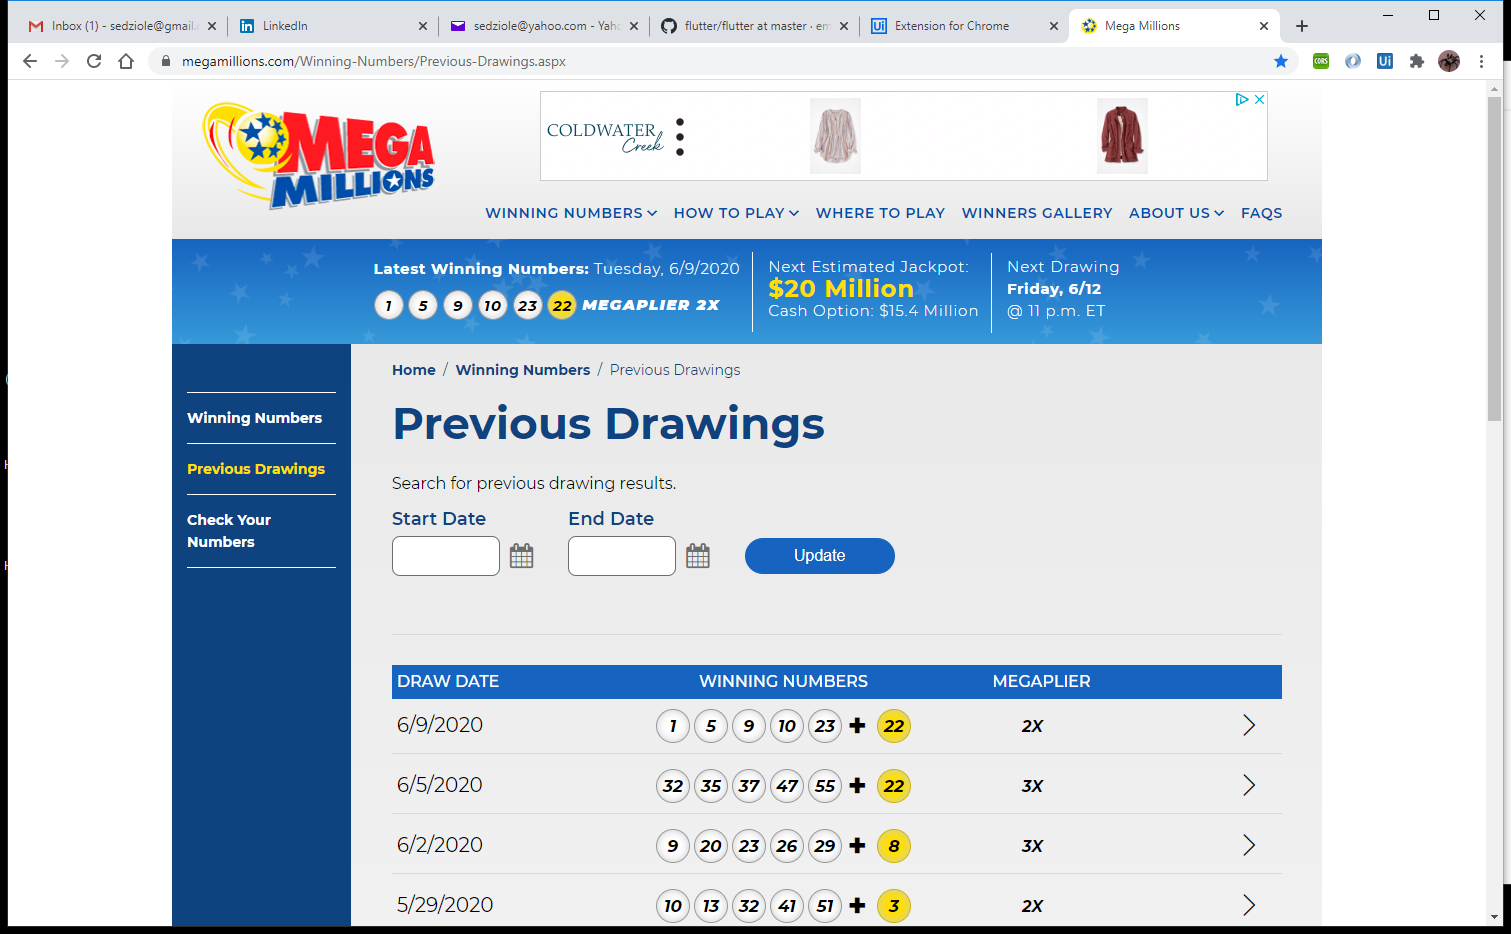 Inbox (1) - sedziole@gmail.
LinkedIn
sedziole@yahoo.com - Yaho
flutter/flutter at master · em
Extension for Chrome
Mega Millions
megamillions.com/Winning-Numbers/Previous-Drawings.aspx
CORS
Ui
MEGA
MILLIONS
COLDWATER
Creek
WINNING NUMBERS HOW TO PLAY WHERE TO PLAY WINNERS GALLERY ABOUT US FAQS
Latest Winning Numbers: Tuesday, 6/9/2020
1 5 9 10 23 22 MEGAPLIER 2X
Next Estimated Jackpot:
$20 Million
Cash Option: $15.4 Million
Next Drawing
Friday, 6/12
@ 11 p.m. ET
Winning Numbers
Previous Drawings
Check Your
Numbers
Home / Winning Numbers / Previous Drawings
Previous Drawings
Search for previous drawing results.
Start Date End Date
Update
DRAW DATE WINNING NUMBERS MEGAPLIER
6/9/2020 1 5 9 10 23 + 22 2X
6/5/2020 32 35 37 47 55 + 22 3X
6/2/2020 9 20 23 26 29 + 8 3X
5/29/2020 10 13 32 41 51 + 3 2X